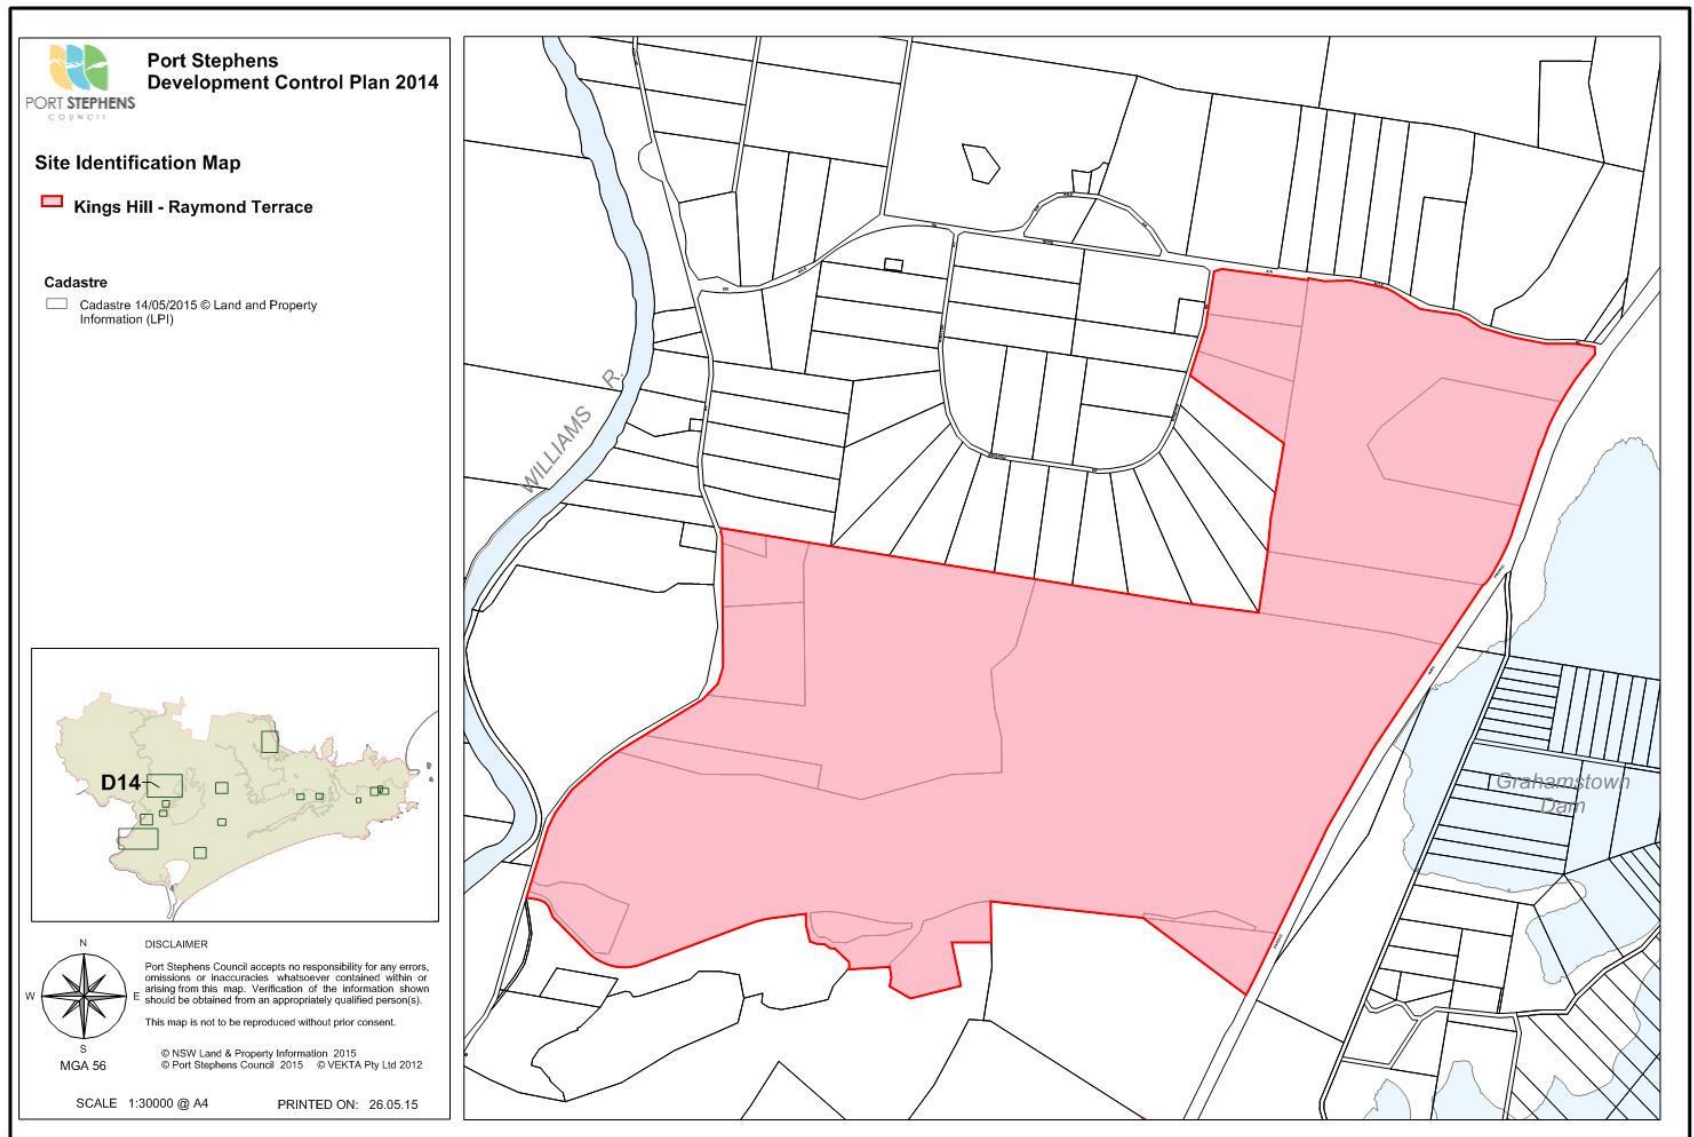 Port Stephens
Development Control Plan 2014
PORT STEPHENS
COUNCIL
Site Identification Map
Kings Hill - Raymond Terrace
Cadastre
Cadastre 14/05/2015 © Land and Property
Information (LPI)
D14
N
W
E
S
MGA 56
DISCLAIMER
Port Stephens Council accepts no responsibility for any errors,
omissions or inaccuracies whatsoever contained within or
arising from this map. Verification of the information shown
should be obtained from an appropriately qualified person(s).
This map is not to be reproduced without prior consent.
© NSW Land & Property Information 2015
© Port Stephens Council 2015 © VEKTA Pty Ltd 2012
SCALE 1:30000 @ A4
PRINTED ON: 26.05.15
WILLIAMS R.
Grahamstown
Dam